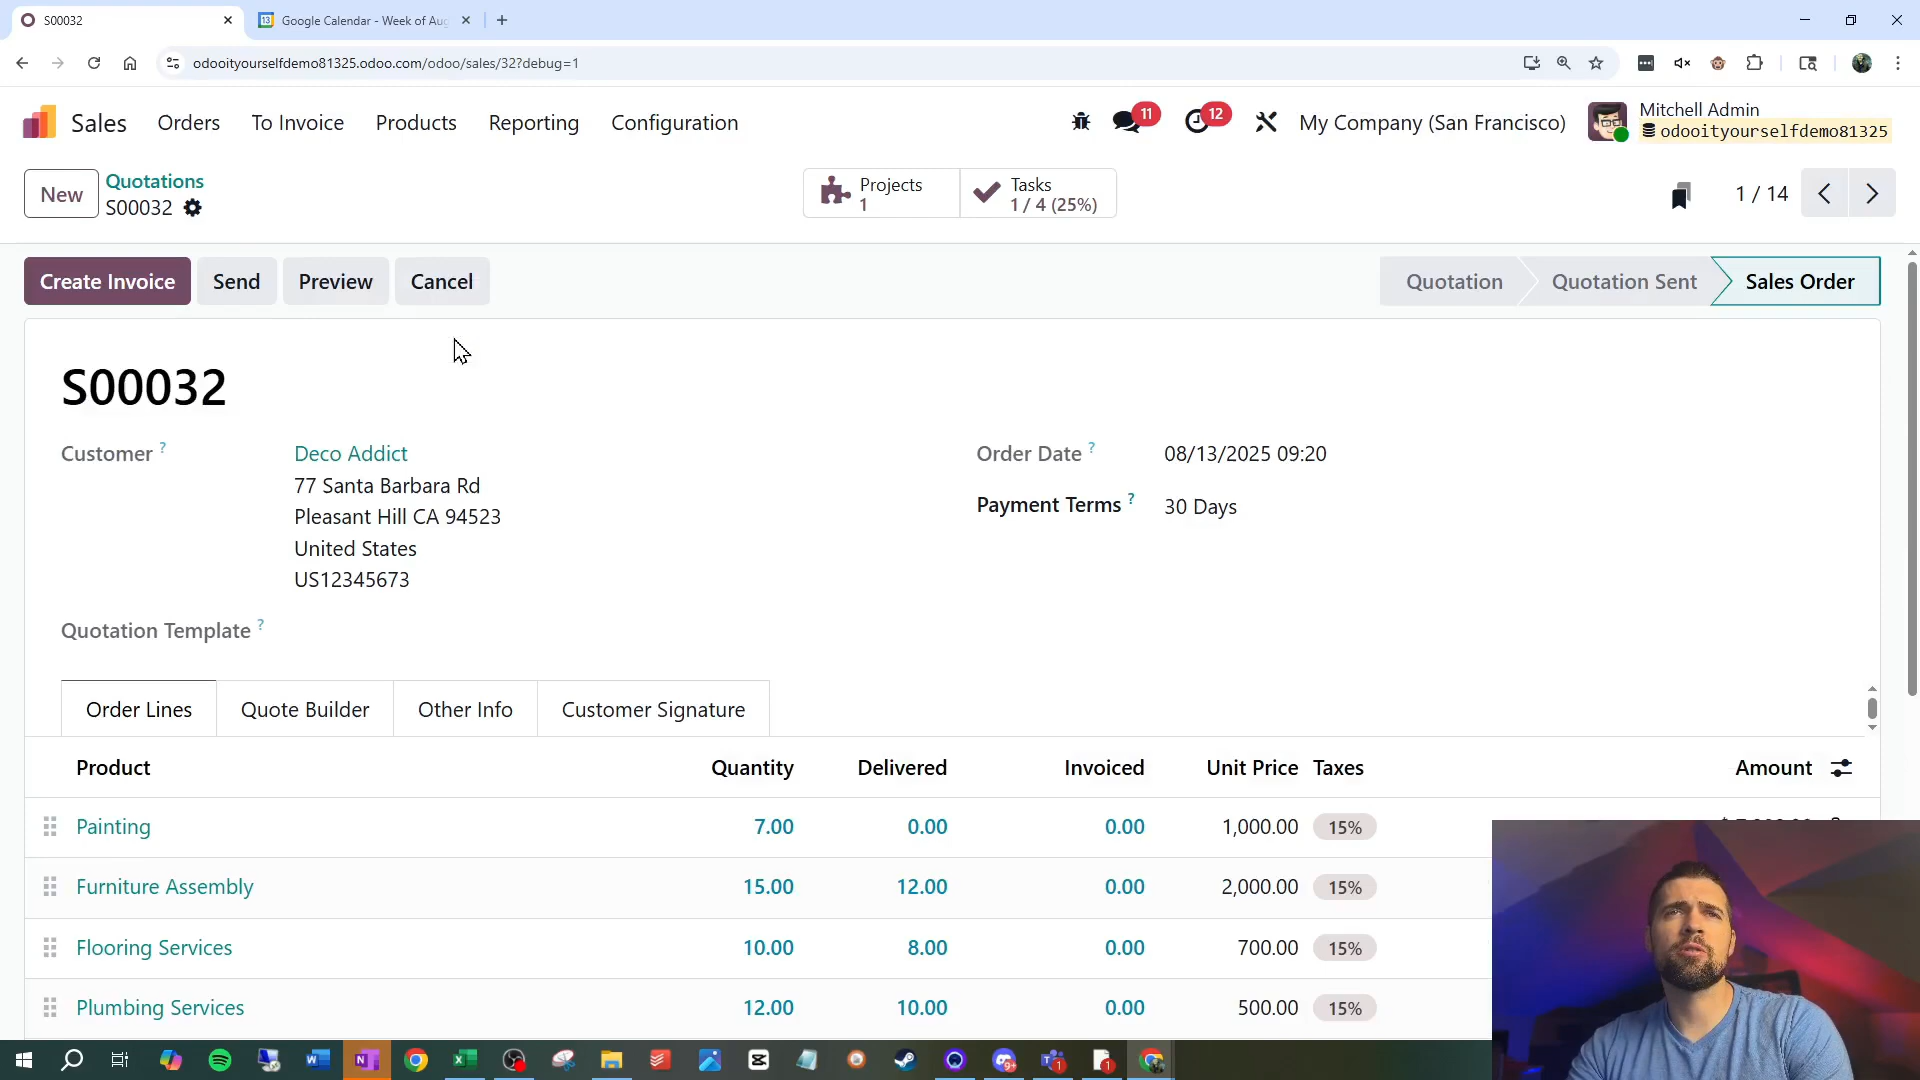 S00032
Google Calendar - Week of Aug
odooityourselfdemo81325.odoo.com/odoo/sales/32?debug=1
Sales
Orders
To Invoice
Products
Reporting
Configuration
11
12
My Company (San Francisco)
Mitchell Admin
odooityourselfdemo81325
New
Quotations
S00032
Projects
1
Tasks
1 / 4 (25%)
1 / 14
Create Invoice
Send
Preview
Cancel
Quotation
Quotation Sent
Sales Order
S00032
Customer ?
Deco Addict
77 Santa Barbara Rd
Pleasant Hill CA 94523
United States
US12345673
Order Date ?
08/13/2025 09:20
Payment Terms ?
30 Days
Quotation Template ?
Order Lines
Quote Builder
Other Info
Customer Signature
Product Quantity Delivered Invoiced Unit Price Taxes Amount
Painting 7.00 0.00 0.00 1,000.00 15%
Furniture Assembly 15.00 12.00 0.00 2,000.00 15%
Flooring Services 10.00 8.00 0.00 700.00 15%
Plumbing Services 12.00 10.00 0.00 500.00 15%